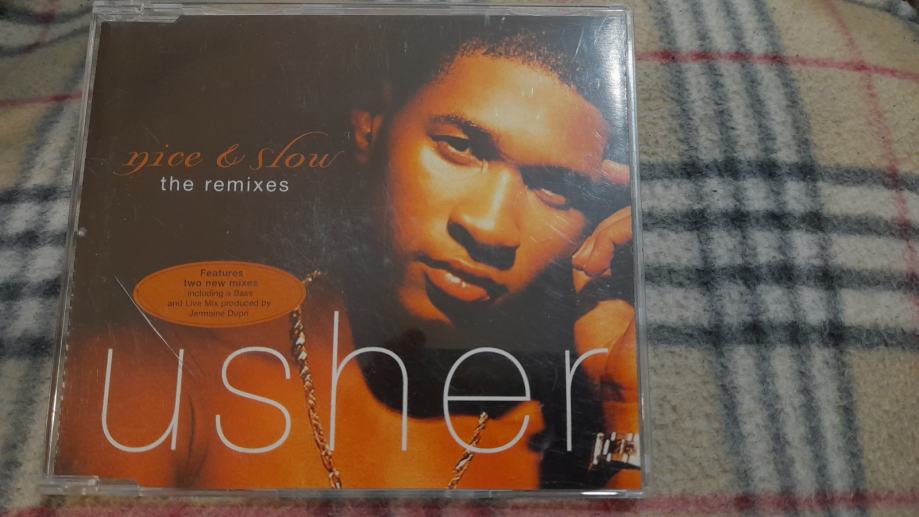 nice & slow
the remixes
Features
two new mixes
including a Bass
and Live Mix produced by
Jermaine Dupri
usher